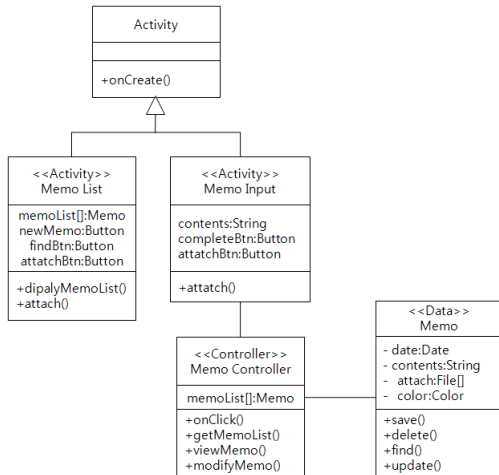 Activity
+onCreate()
<<Activity>>
Memo List
memoList[]:Memo
newMemo:Button
findBtn:Button
attatchBtn:Button
+dipalyMemoList()
+attach()
<<Activity>>
Memo Input
contents:String
completeBtn:Button
attatchBtn:Button
+attatch()
<<Controller>>
Memo Controller
memoList[]:Memo
+onClick()
+getMemoList()
+viewMemo()
+modifyMemo()
<<Data>>
Memo
- date:Date
- contents:String
- attach:File[]
- color:Color
+save()
+delete()
+find()
+update()